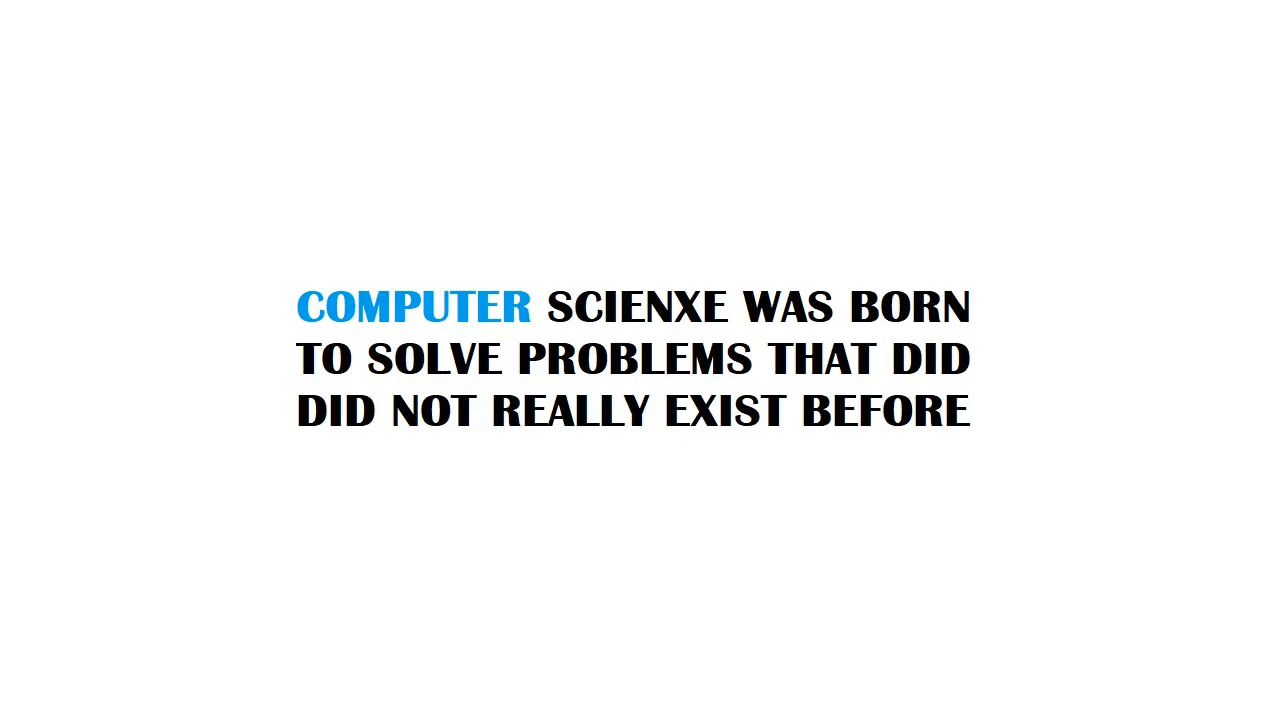 COMPUTER SCIENXE WAS BORN
TO SOLVE PROBLEMS THAT DID
DID NOT REALLY EXIST BEFORE